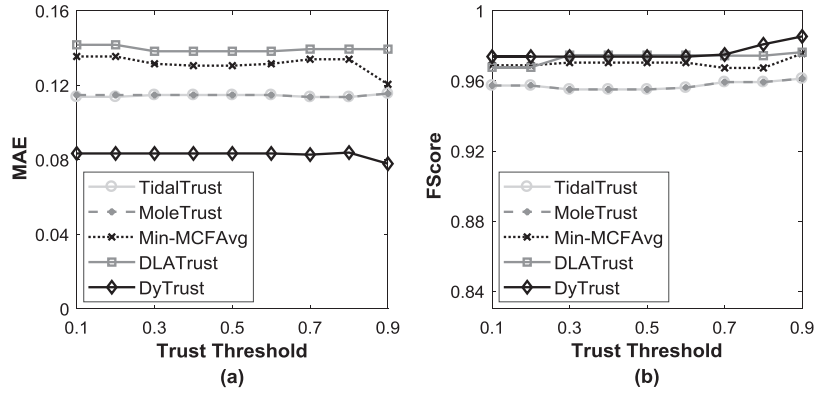 0.16
0.12
0.08
0.04
0
MAE
TidalTrust
MoleTrust
Min-MCFAvg
DLATrust
DyTrust
0.1 0.3 0.5 0.7 0.9
Trust Threshold
(a)
1
0.96
0.92
0.88
0.84
FScore
TidalTrust
MoleTrust
Min-MCFAvg
DLATrust
DyTrust
0.1 0.3 0.5 0.7 0.9
Trust Threshold
(b)